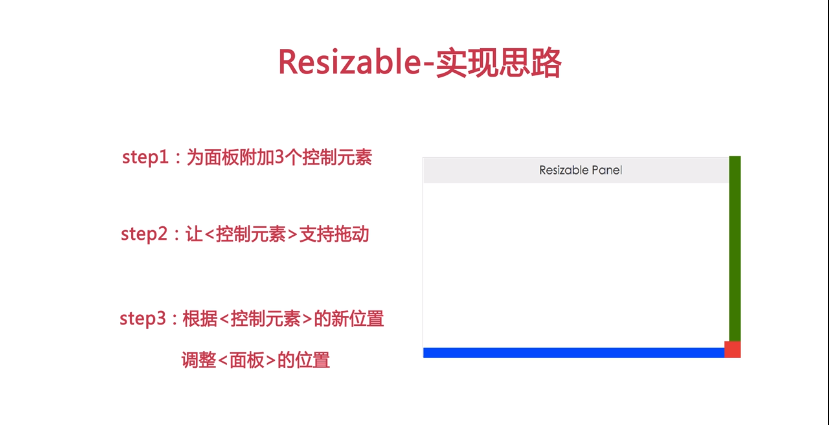 Resizable-实现思路
step1：为面板附加3个控制元素
Resizable Panel
step2：让<控制元素>支持拖动
step3：根据<控制元素>的新位置
调整<面板>的位置